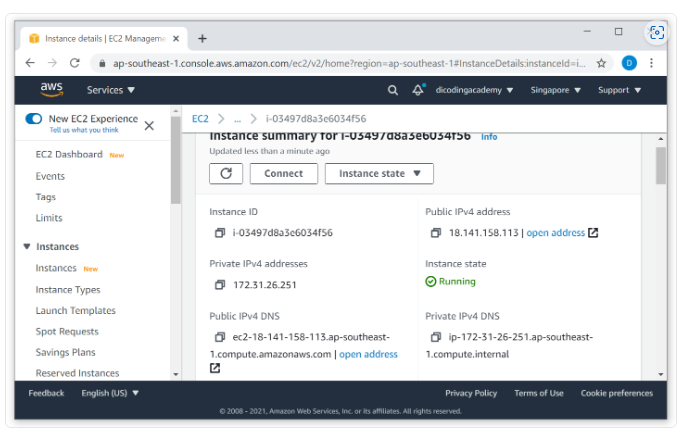 Instance details | EC2 Manageme
ap-southeast-1.console.aws.amazon.com/ec2/v2/home?region=ap-southeast-1#InstanceDetails:instanceId=i...
D
aws
Services ▼
dicodingacademy ▼
Singapore ▼
Support ▼
New EC2 Experience
Tell us what you think
EC2 Dashboard New
Events
Tags
Limits
Instances
Instances New
Instance Types
Launch Templates
Spot Requests
Savings Plans
Reserved Instances
EC2 > ... > i-03497d8a3e6034f56
Instance summary for i-03497d8a3e6034f56 Info
Updated less than a minute ago
Connect
Instance state ▼
Instance ID
i-03497d8a3e6034f56
Public IPv4 address
18.141.158.113 | open address
Private IPv4 addresses
172.31.26.251
Instance state
Running
Public IPv4 DNS
ec2-18-141-158-113.ap-southeast-
1.compute.amazonaws.com | open address
Private IPv4 DNS
ip-172-31-26-251.ap-southeast-
1.compute.internal
Feedback
English (US) ▼
Privacy Policy
Terms of Use
Cookie preferences
© 2008 - 2021, Amazon Web Services, Inc. or its affiliates. All rights reserved.